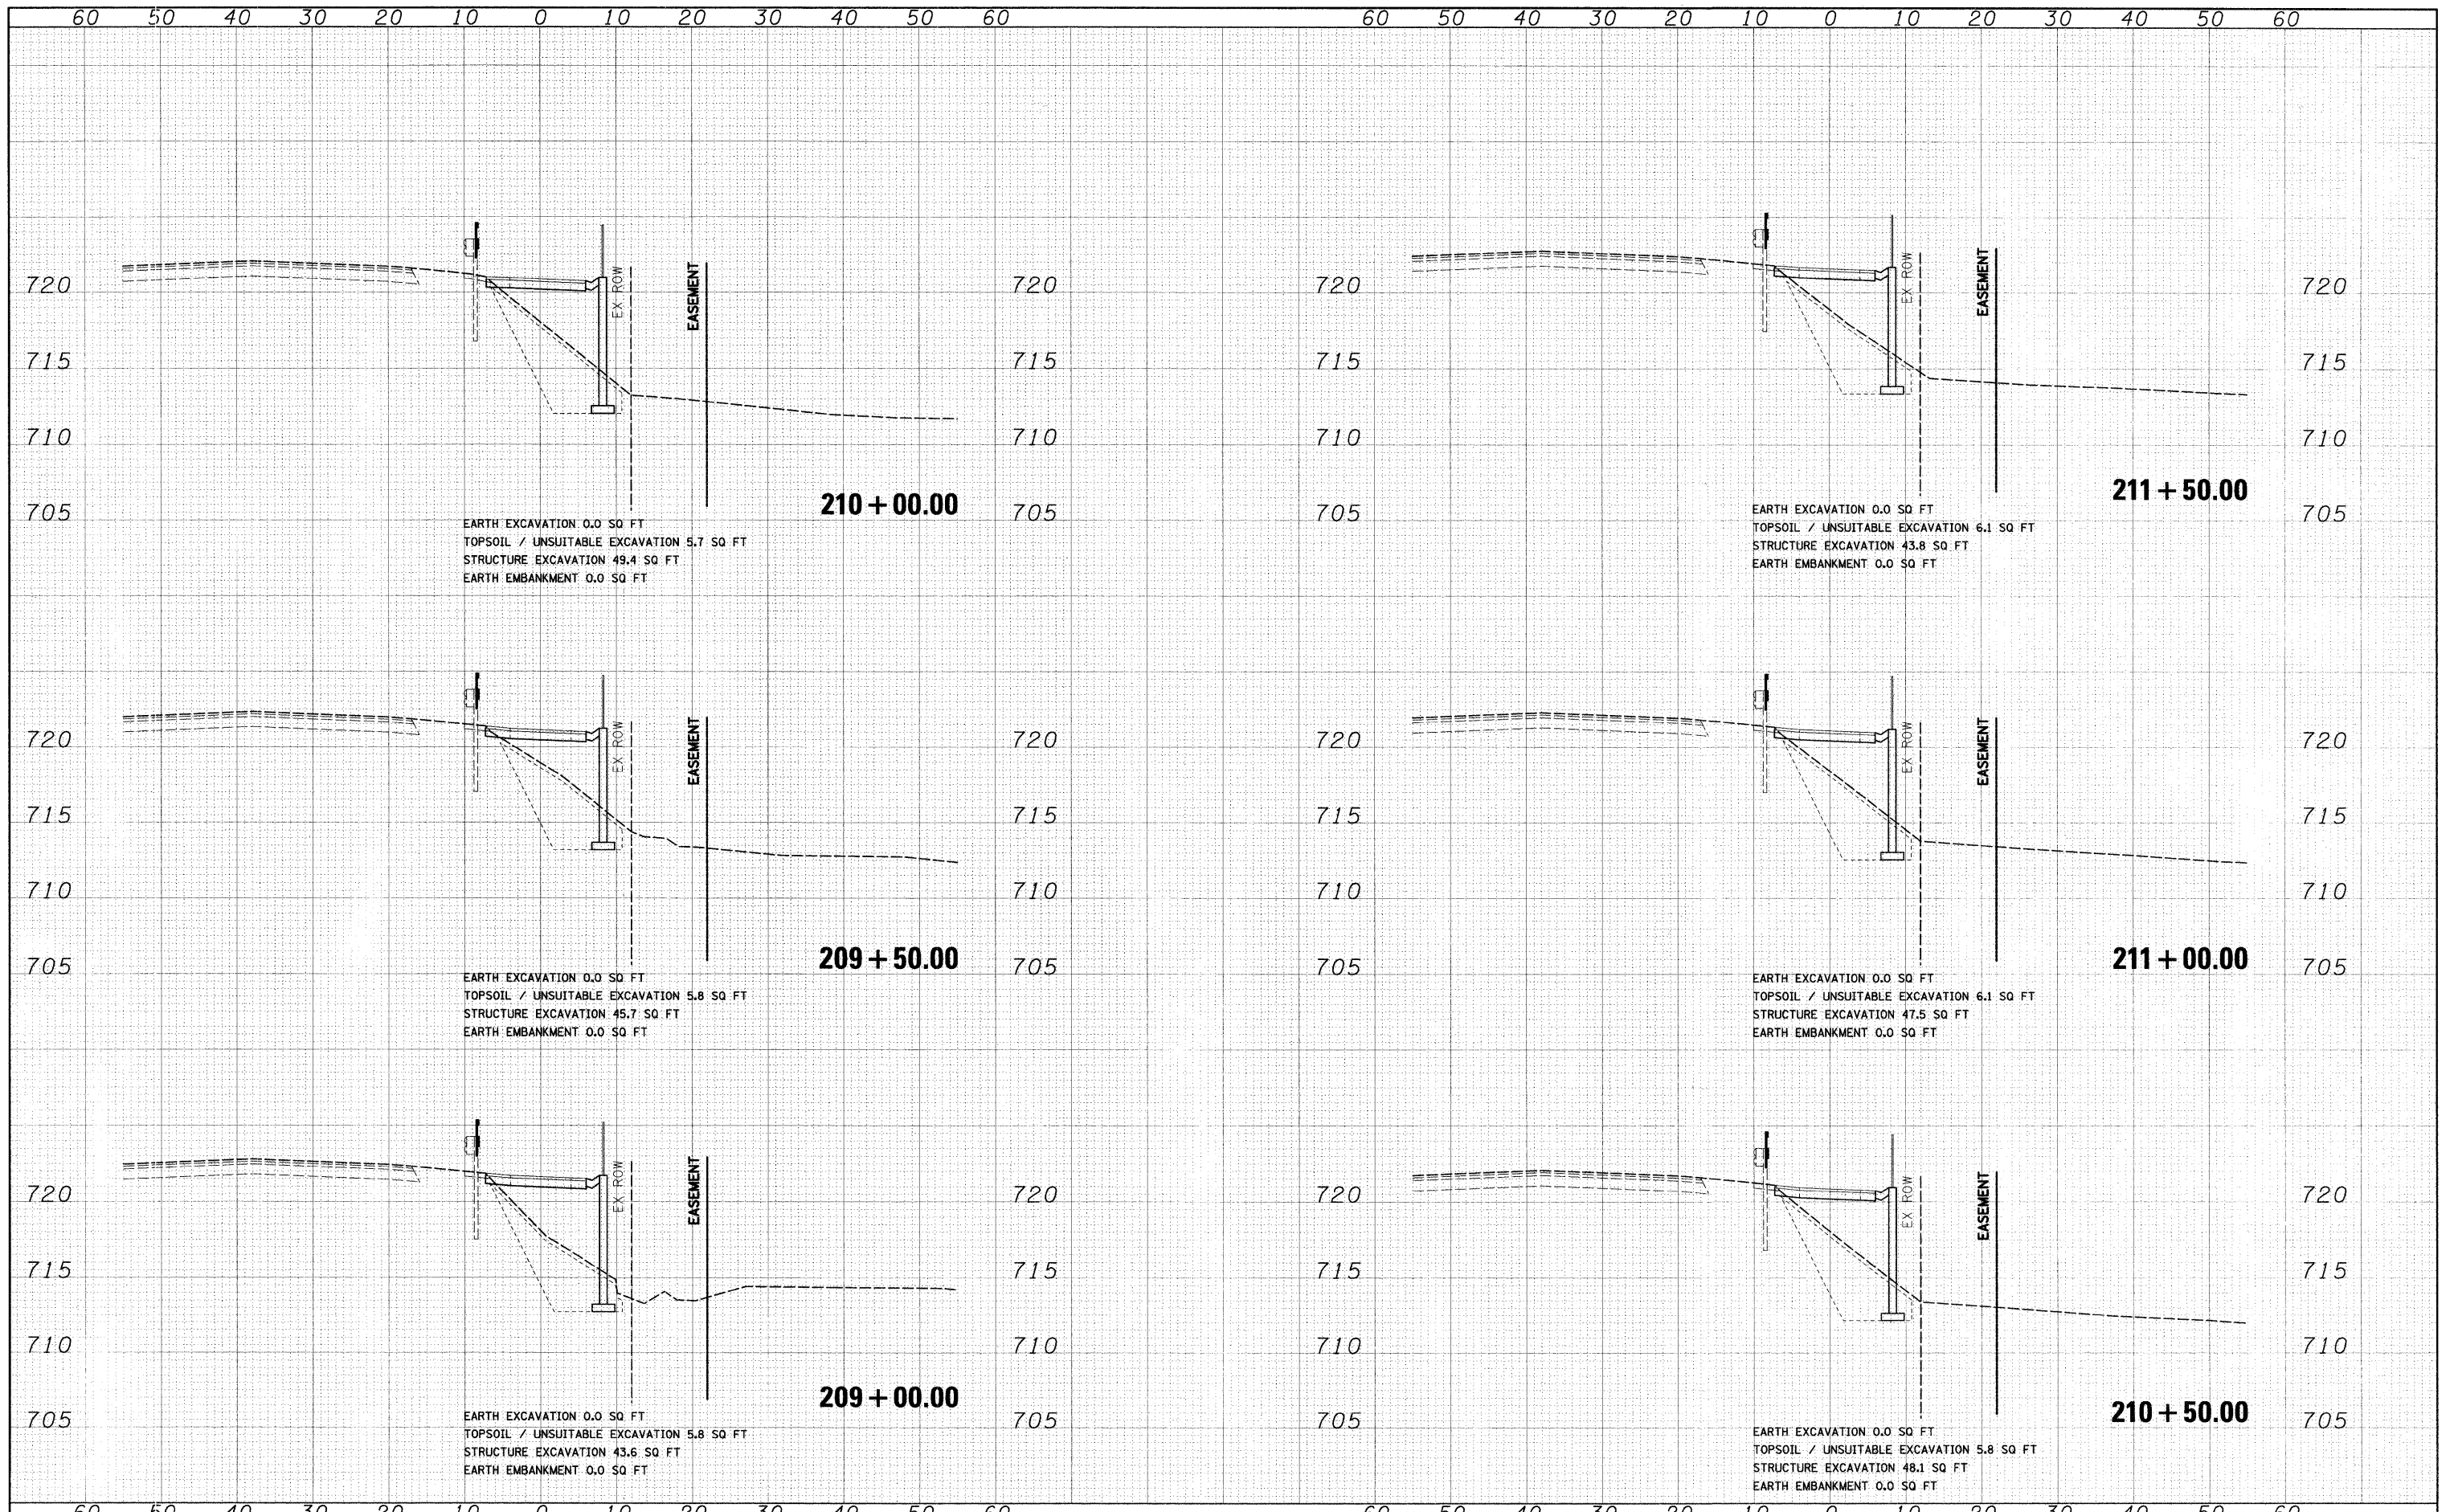 60 50 40 30 20 10 0 10 20 30 40 50 60 60 50 40 30 20 10 0 10 20 30 40 50 60
EX ROW
EASEMENT
720 720
715 715
710 710
705 705
210+00.00
EARTH EXCAVATION 0.0 SQ FT
TOPSOIL / UNSUITABLE EXCAVATION 5.7 SQ FT
STRUCTURE EXCAVATION 49.4 SQ FT
EARTH EMBANKMENT 0.0 SQ FT
EX ROW
EASEMENT
720 720
715 715
710 710
705 705
211+50.00
EARTH EXCAVATION 0.0 SQ FT
TOPSOIL / UNSUITABLE EXCAVATION 6.1 SQ FT
STRUCTURE EXCAVATION 43.8 SQ FT
EARTH EMBANKMENT 0.0 SQ FT
EX ROW
EASEMENT
720 720
715 715
710 710
705 705
209+50.00
EARTH EXCAVATION 0.0 SQ FT
TOPSOIL / UNSUITABLE EXCAVATION 5.8 SQ FT
STRUCTURE EXCAVATION 45.7 SQ FT
EARTH EMBANKMENT 0.0 SQ FT
EX ROW
EASEMENT
720 720
715 715
710 710
705 705
211+00.00
EARTH EXCAVATION 0.0 SQ FT
TOPSOIL / UNSUITABLE EXCAVATION 6.1 SQ FT
STRUCTURE EXCAVATION 47.5 SQ FT
EARTH EMBANKMENT 0.0 SQ FT
EX ROW
EASEMENT
720 720
715 715
710 710
705 705
209+00.00
EARTH EXCAVATION 0.0 SQ FT
TOPSOIL / UNSUITABLE EXCAVATION 5.8 SQ FT
STRUCTURE EXCAVATION 43.6 SQ FT
EARTH EMBANKMENT 0.0 SQ FT
EX ROW
EASEMENT
720 720
715 715
710 710
705 705
210+50.00
EARTH EXCAVATION 0.0 SQ FT
TOPSOIL / UNSUITABLE EXCAVATION 5.8 SQ FT
STRUCTURE EXCAVATION 48.1 SQ FT
EARTH EMBANKMENT 0.0 SQ FT
60 50 40 30 20 10 0 10 20 30 40 50 60 60 50 40 30 20 10 0 10 20 30 40 50 60